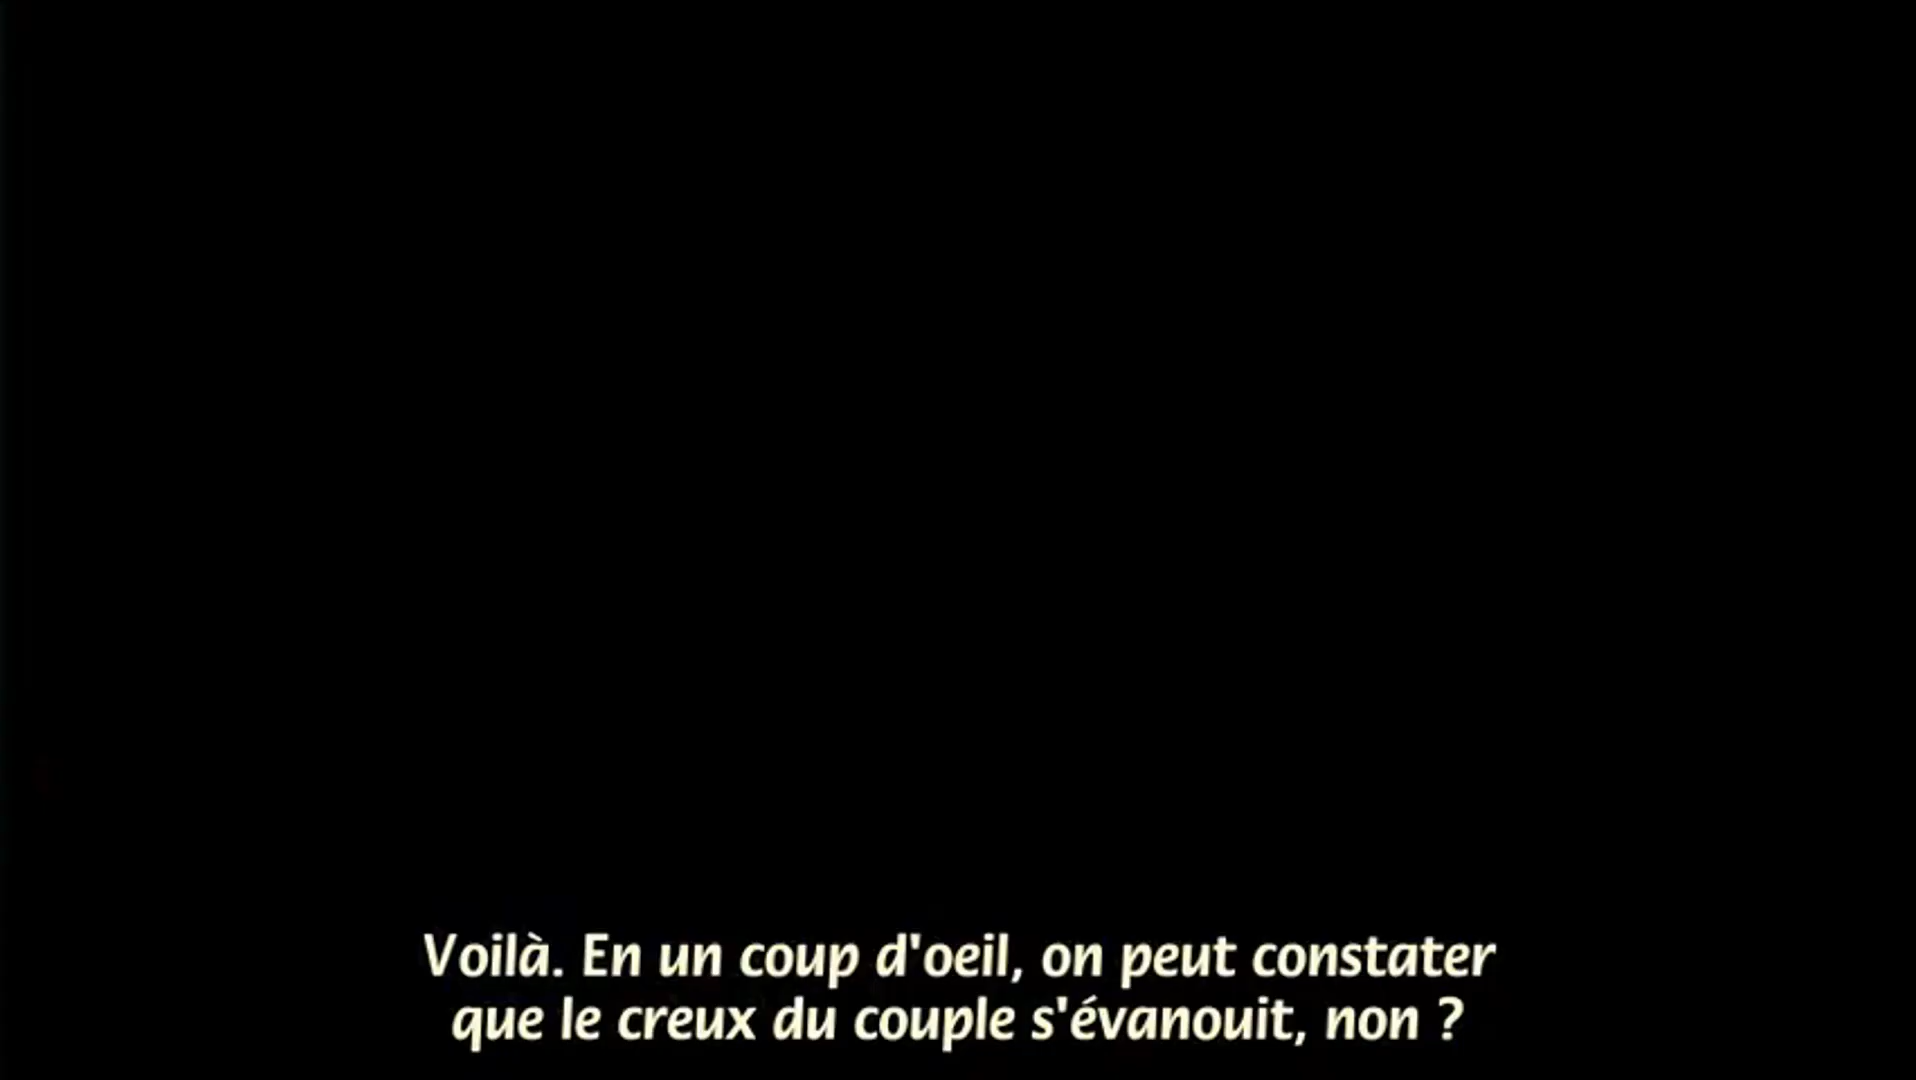 Voilà. En un coup d'oeil, on peut constater
que le creux du couple s'évanouit, non ?